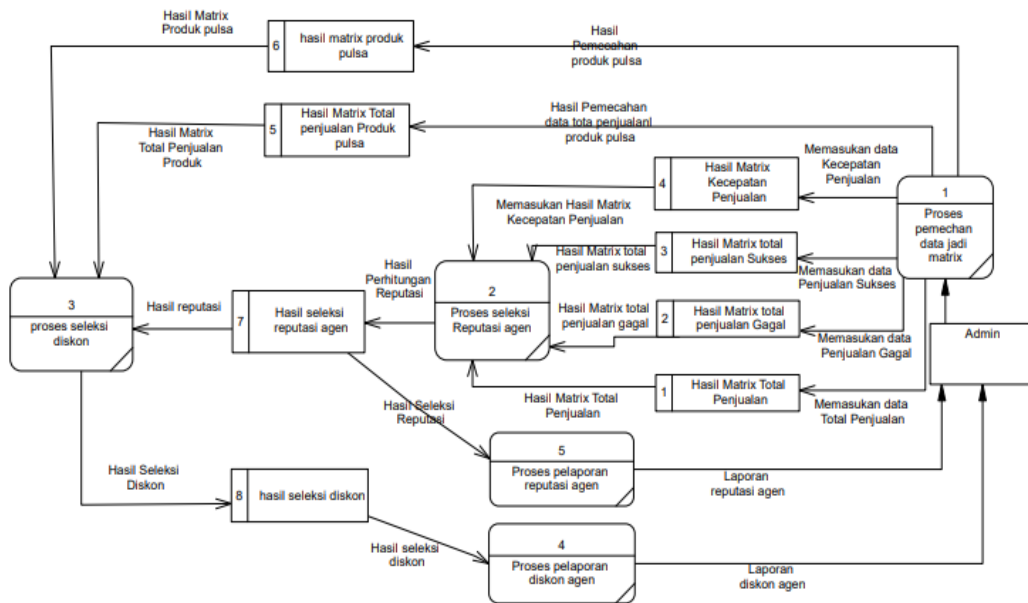 Hasil Matrix
Produk pulsa
6
hasil matrix produk
pulsa
Hasil
Pemecahan
produk pulsa
Hasil Matrix
Total Penjualan
Produk
5
Hasil Matrix Total
penjualan Produk
pulsa
Hasil Pemecahan
data tota penjualanl
produk pulsa
4
Hasil Matrix
Kecepatan
Penjualan
Memasukan data
Kecepatan
Penjualan
1
Proses
pemechan
data jadi
matrix
Memasukan Hasil Matrix
Kecepatan Penjualan
Hasil Matrix total
penjualan sukses
3
Hasil Matrix total
penjualan Sukses
Memasukan data
Penjualan Sukses
3
proses seleksi
diskon
Hasil reputasi
7
Hasil seleksi
reputasi agen
Hasil
Perhitungan
Reputasi
2
Proses seleksi
Reputasi agen
Hasil Matrix total
penjualan gagal
2
Hasil Matrix total
penjualan Gagal
Memasukan data
Penjualan Gagal
Admin
Hasil Matrix Total
Penjualan
1
Hasil Matrix Total
Penjualan
Memasukan data
Total Penjualan
Hasil Seleksi
Reputasi
5
Proses pelaporan
reputasi agen
Laporan
reputasi agen
Hasil Seleksi
Diskon
8
hasil seleksi diskon
Hasil seleksi
diskon
4
Proses pelaporan
diskon agen
Laporan
diskon agen